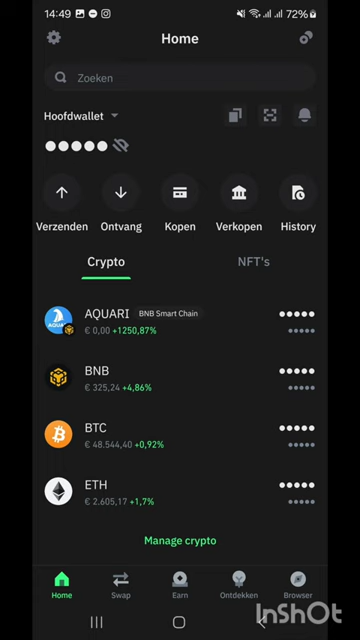 14:49 72%
Home
Zoeken
Hoofdwallet
Verzenden Ontvang Kopen Verkopen History
Crypto NFT's
AQUARI BNB Smart Chain
€ 0,00 +1250,87%
BNB
€ 325,24 +4,86%
BTC
€ 48.544,40 +0,92%
ETH
€ 2.605,17 +1,7%
Manage crypto
Home Swap Earn Ontdekken Browser
InShOt